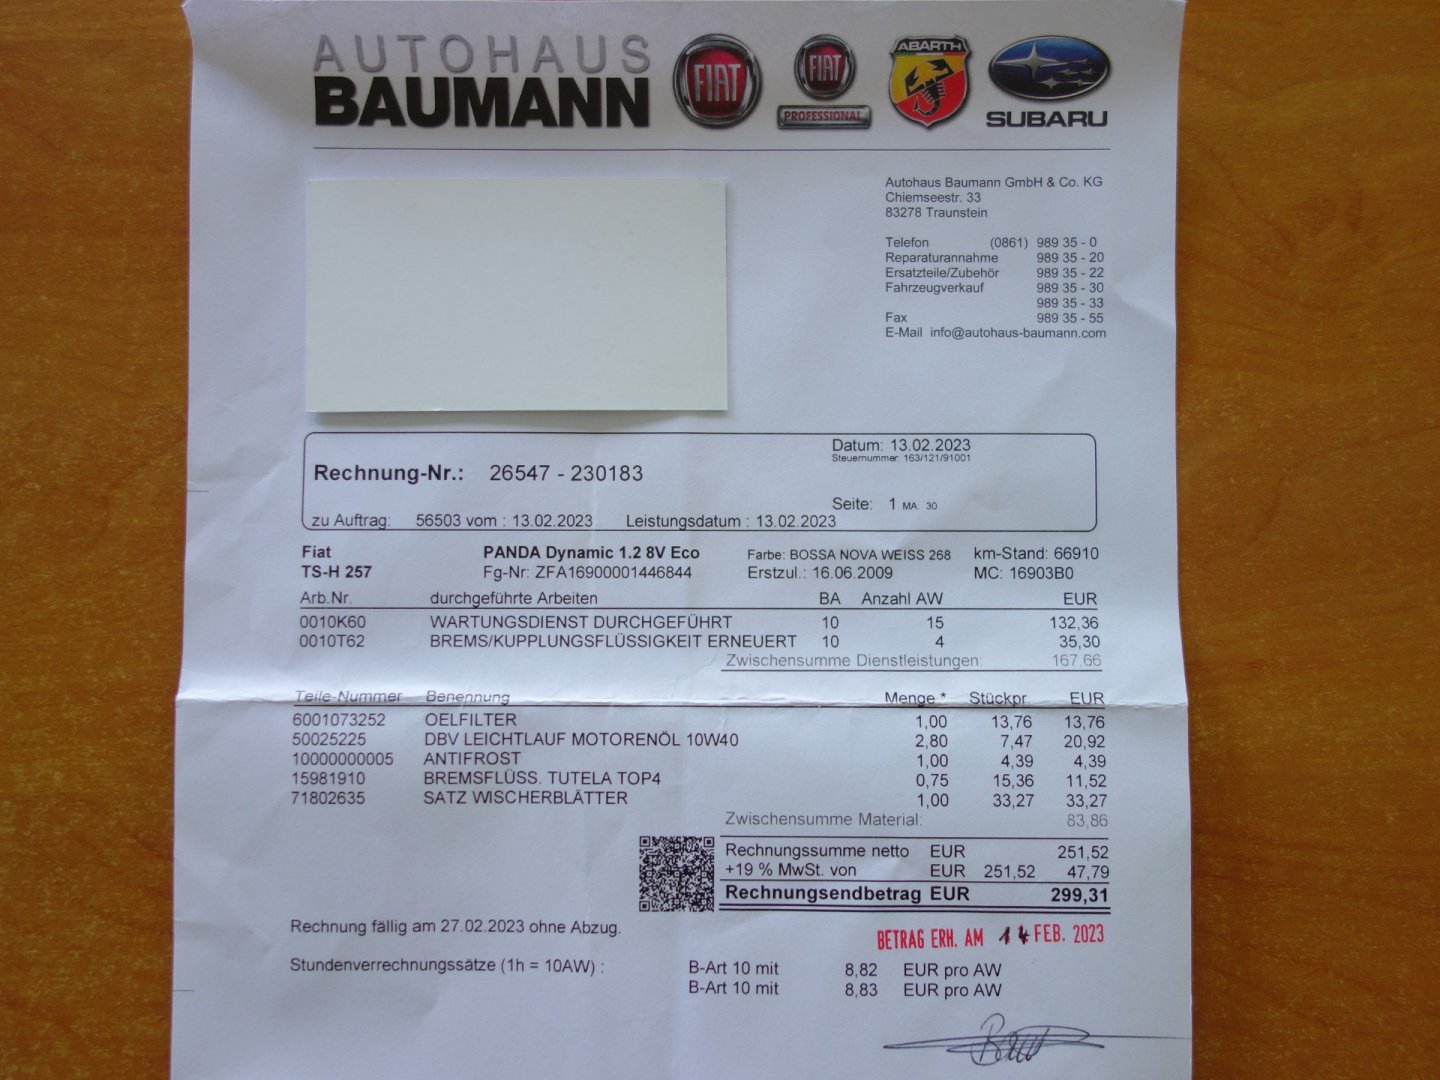 AUTOHAUS
BAUMANN
FIAT
FIAT
PROFESSIONAL
ABARTH
SUBARU
Autohaus Baumann GmbH & Co. KG
Chiemseestr. 33
83278 Traunstein
Telefon (0861) 989 35 - 0
Reparaturannahme 989 35 - 20
Ersatzteile/Zubehör 989 35 - 22
Fahrzeugverkauf 989 35 - 30
989 35 - 33
Fax 989 35 - 55
E-Mail info@autohaus-baumann.com
Datum: 13.02.2023
Steuernummer: 163/121/91001
Rechnung-Nr.: 26547 - 230183
Seite: 1 MA 30
zu Auftrag: 56503 vom : 13.02.2023 Leistungsdatum : 13.02.2023
Fiat PANDA Dynamic 1.2 8V Eco Farbe: BOSSA NOVA WEISS 268 km-Stand: 66910
TS-H 257 Fg-Nr: ZFA16900001446844 Erstzul.: 16.06.2009 MC: 16903B0
Arb.Nr. durchgeführte Arbeiten BA Anzahl AW EUR
0010K60 WARTUNGSDIENST DURCHGEFÜHRT 10 15 132,36
0010T62 BREMS/KUPPLUNGSFLÜSSIGKEIT ERNEUERT 10 4 35,30
Zwischensumme Dienstleistungen: 167,66
Teile-Nummer Benennung Menge * Stückpr. EUR
6001073252 OELFILTER 1,00 13,76 13,76
50025225 DBV LEICHTLAUF MOTORENÖL 10W40 2,80 7,47 20,92
10000000005 ANTIFROST 1,00 4,39 4,39
15981910 BREMSFLÜSS. TUTELA TOP4 0,75 15,36 11,52
71802635 SATZ WISCHERBLÄTTER 1,00 33,27 33,27
Zwischensumme Material: 83,86
Rechnungssumme netto EUR 251,52
+19 % MwSt. von EUR 251,52 47,79
Rechnungsendbetrag EUR 299,31
Rechnung fällig am 27.02.2023 ohne Abzug.
BETRAG ERH. AM 14 FEB. 2023
Stundenverrechnungssätze (1h = 10AW) : B-Art 10 mit 8,82 EUR pro AW
B-Art 10 mit 8,83 EUR pro AW